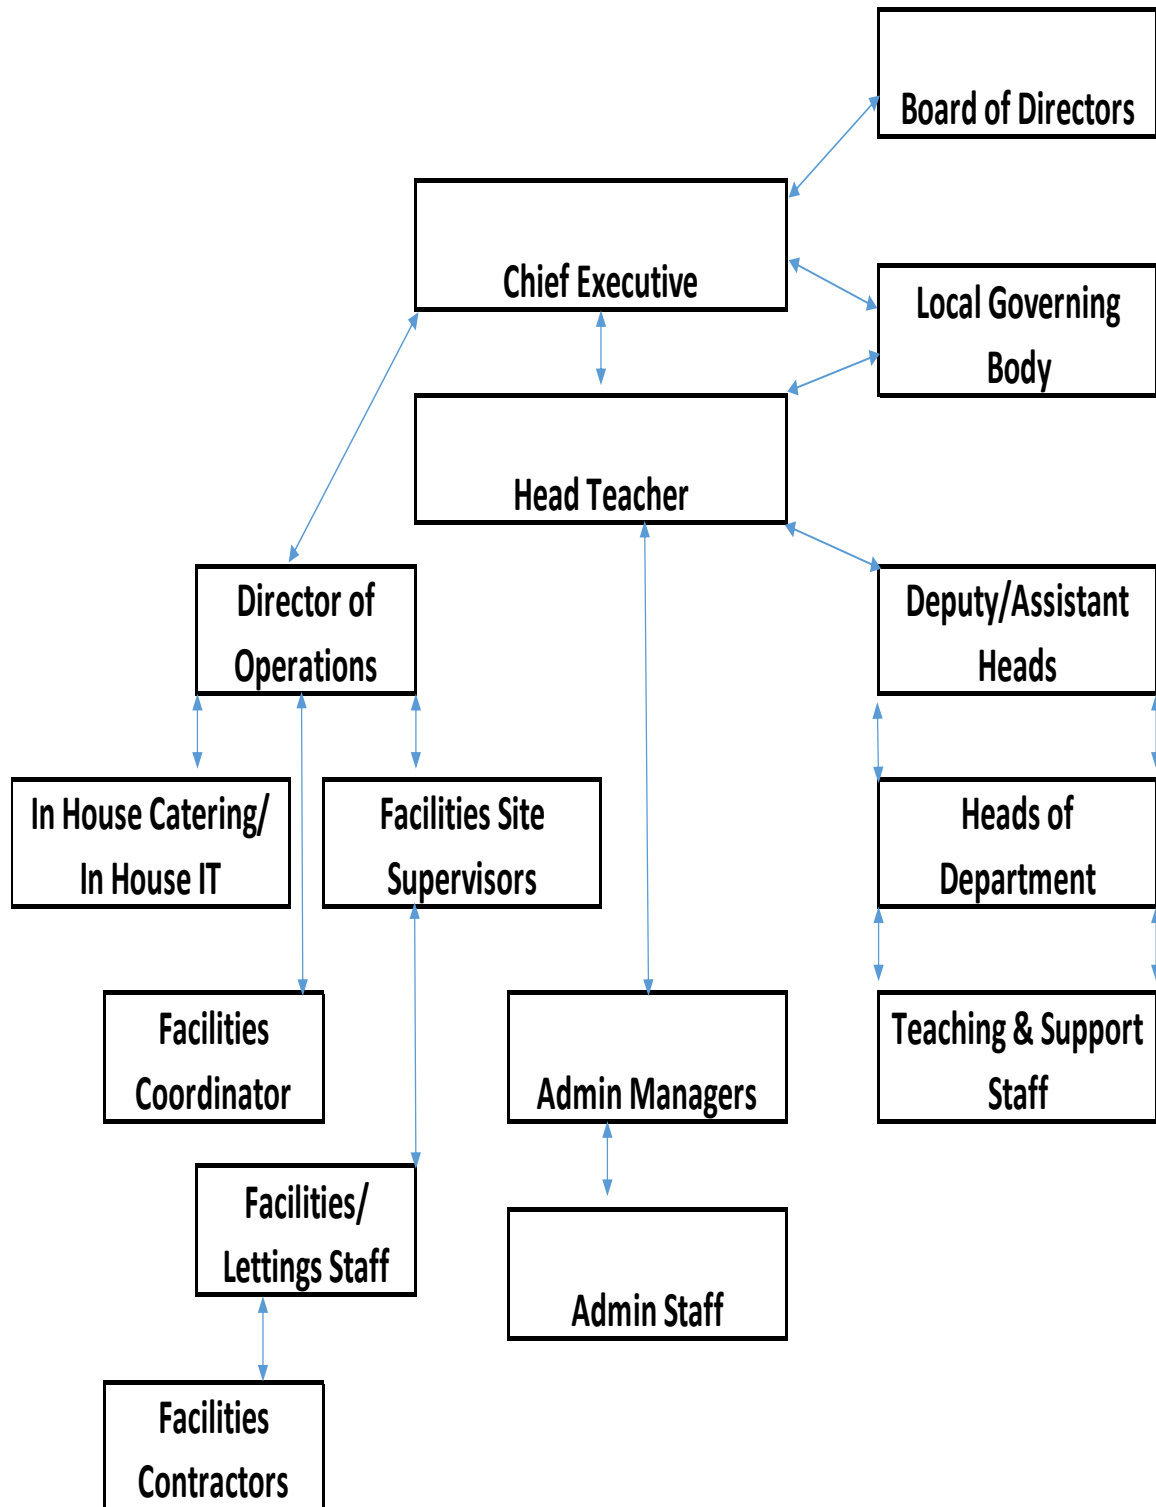 Board of Directors
Chief Executive
Local Governing
Body
Head Teacher
Director of
Operations
Deputy/Assistant
Heads
In House Catering/
In House IT
Facilities Site
Supervisors
Heads of
Department
Facilities
Coordinator
Admin Managers
Teaching & Support
Staff
Facilities/
Lettings Staff
Admin Staff
Facilities
Contractors